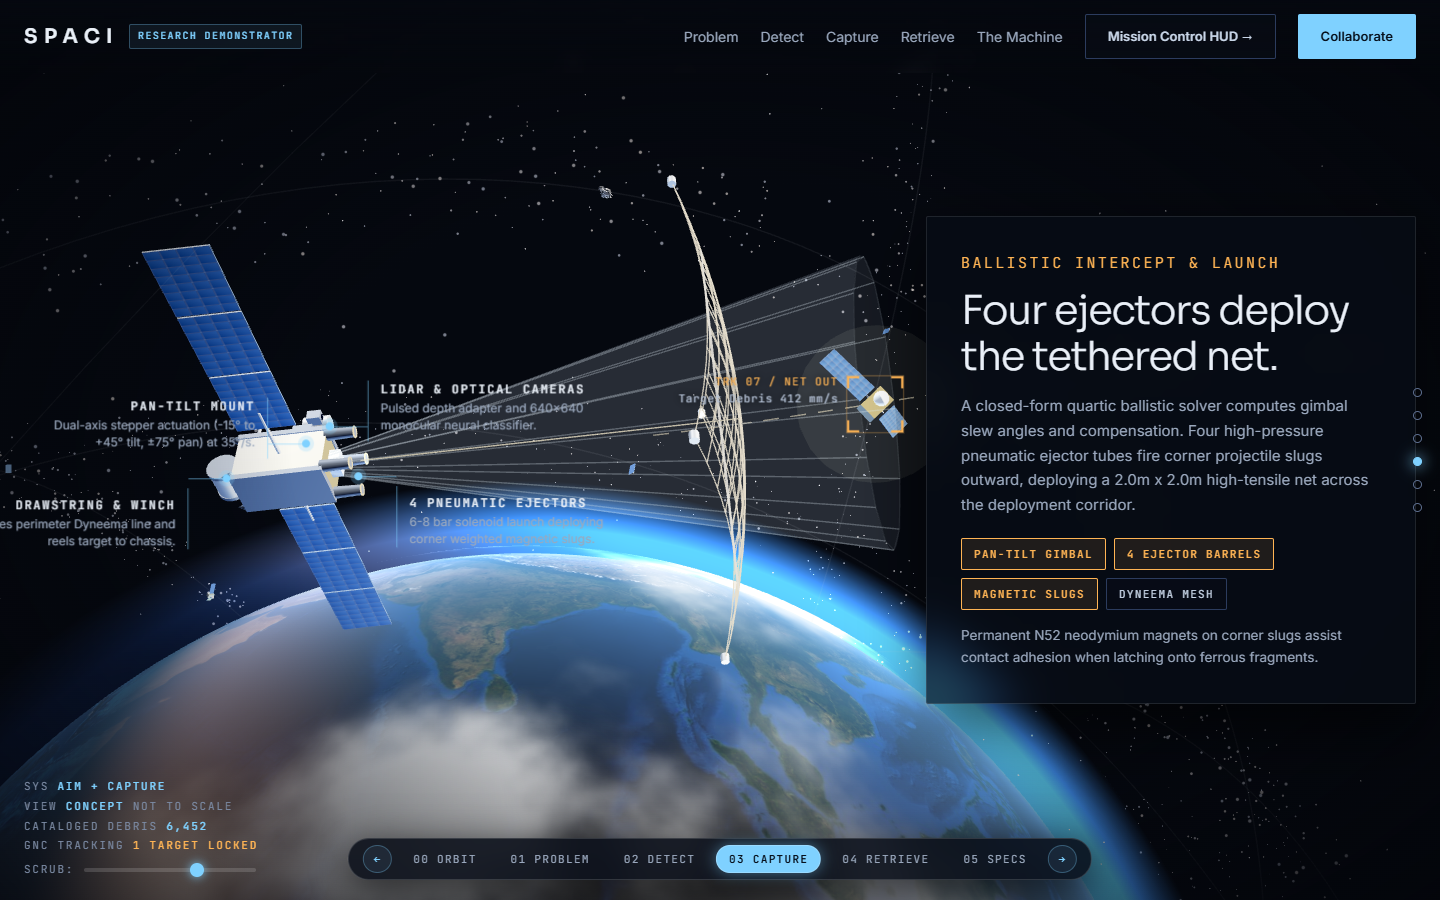 SPACI
RESEARCH DEMONSTRATOR
Problem
Detect
Capture
Retrieve
The Machine
Mission Control HUD →
Collaborate
BALLISTIC INTERCEPT & LAUNCH
Four ejectors deploy
the tethered net.
A closed-form quartic ballistic solver computes gimbal
slew angles and compensation. Four high-pressure
pneumatic ejector tubes fire corner projectile slugs
outward, deploying a 2.0m x 2.0m high-tensile net across
the deployment corridor.
PAN-TILT GIMBAL
4 EJECTOR BARRELS
MAGNETIC SLUGS
DYNEEMA MESH
Permanent N52 neodymium magnets on corner slugs assist
contact adhesion when latching onto ferrous fragments.
LIDAR & OPTICAL CAMERAS
Pulsed depth adapter and 640×640
monocular neural classifier.
PAN-TILT MOUNT
Dual-axis stepper actuation (-15° to
+45° tilt, ±75° pan) at 35°/s.
07 / NET OUT
Target Debris 412 mm/s
DRAWSTRING & WINCH
es perimeter Dyneema line and
reels target to chassis.
4 PNEUMATIC EJECTORS
6-8 bar solenoid launch deploying
corner weighted magnetic slugs.
SYS AIM + CAPTURE
VIEW CONCEPT NOT TO SCALE
CATALOGED DEBRIS 6,452
GNC TRACKING 1 TARGET LOCKED
SCRUB:
←
00 ORBIT
01 PROBLEM
02 DETECT
03 CAPTURE
04 RETRIEVE
05 SPECS
→